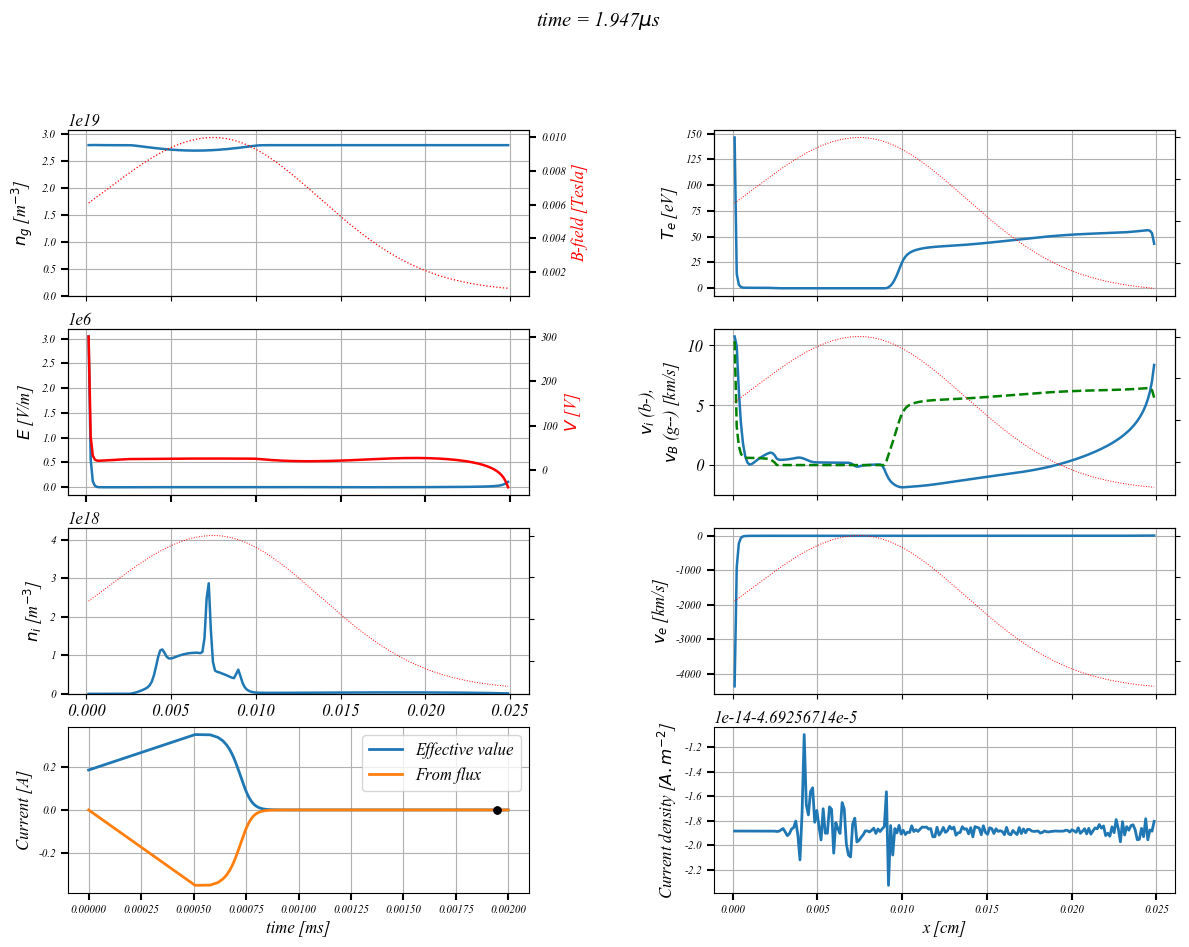 time = 1.947μs
1e19
3.0
2.5
2.0
1.5
1.0
0.5
0.0
n_g [m^{-3}]
0.010
0.008
0.006
0.004
0.002
B-field [Tesla]
150
125
100
75
50
25
0
T_e [eV]
1e6
3.0
2.5
2.0
1.5
1.0
0.5
0.0
E [V/m]
300
200
100
0
V [V]
10
5
0
v_i (b-),
v_B (g--) [km/s]
1e18
4
3
2
1
0
n_i [m^{-3}]
0.000 0.005 0.010 0.015 0.020 0.025
0
-1000
-2000
-3000
-4000
v_e [km/s]
0.2
0.0
-0.2
Current [A]
Effective value
From flux
0.00000 0.00025 0.00050 0.00075 0.00100 0.00125 0.00150 0.00175 0.00200
time [ms]
1e-14-4.69256714e-5
-1.2
-1.4
-1.6
-1.8
-2.0
-2.2
Current density [A.m^{-2}]
0.000 0.005 0.010 0.015 0.020 0.025
x [cm]